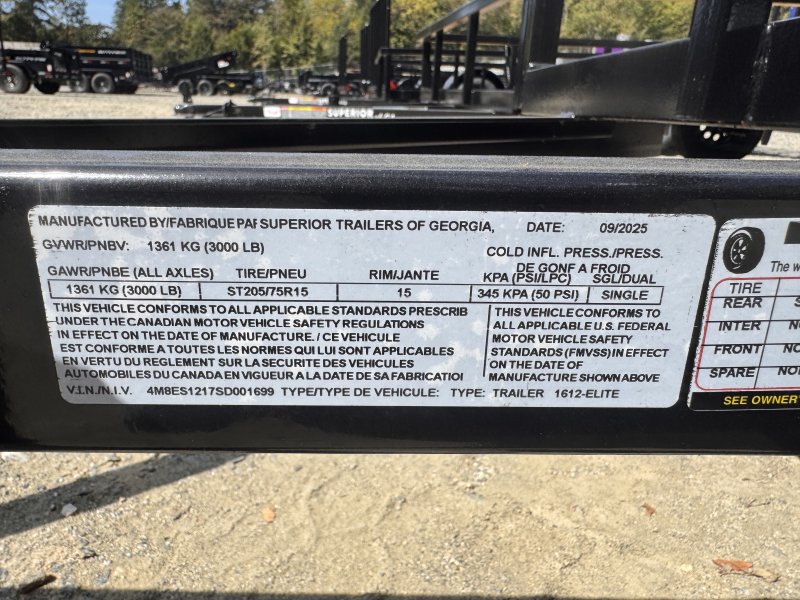 SUPERIOR
MANUFACTURED BY/FABRIQUE PAR SUPERIOR TRAILERS OF GEORGIA, DATE: 09/2025
GVWR/PNBV: 1361 KG (3000 LB)
COLD INFL. PRESS./PRESS.
DE GONF A FROID
GAWR/PNBE (ALL AXLES) TIRE/PNEU RIM/JANTE KPA (PSI/LPC) SGL/DUAL
1361 KG (3000 LB) ST205/75R15 15 345 KPA (50 PSI) SINGLE
THIS VEHICLE CONFORMS TO ALL APPLICABLE STANDARDS PRESCRIB
UNDER THE CANADIAN MOTOR VEHICLE SAFETY REGULATIONS
IN EFFECT ON THE DATE OF MANUFACTURE. / CE VEHICULE
EST CONFORME A TOUTES LES NORMES QUI LUI SONT APPLICABLES
EN VERTU DU REGLEMENT SUR LA SECURITE DES VEHICULES
AUTOMOBILES DU CANADA EN VIGUEUR A LA DATE DE SA FABRICATIOI
THIS VEHICLE CONFORMS TO
ALL APPLICABLE U.S. FEDERAL
MOTOR VEHICLE SAFETY
STANDARDS (FMVSS) IN EFFECT
ON THE DATE OF
MANUFACTURE SHOWN ABOVE
V.I.N./N.I.V. 4M8ES1217SD001699 TYPE/TYPE DE VEHICULE: TYPE: TRAILER 1612-ELITE
The w
TIRE S
REAR
INTER NO
FRONT NO
SPARE NO
SEE OWNER'